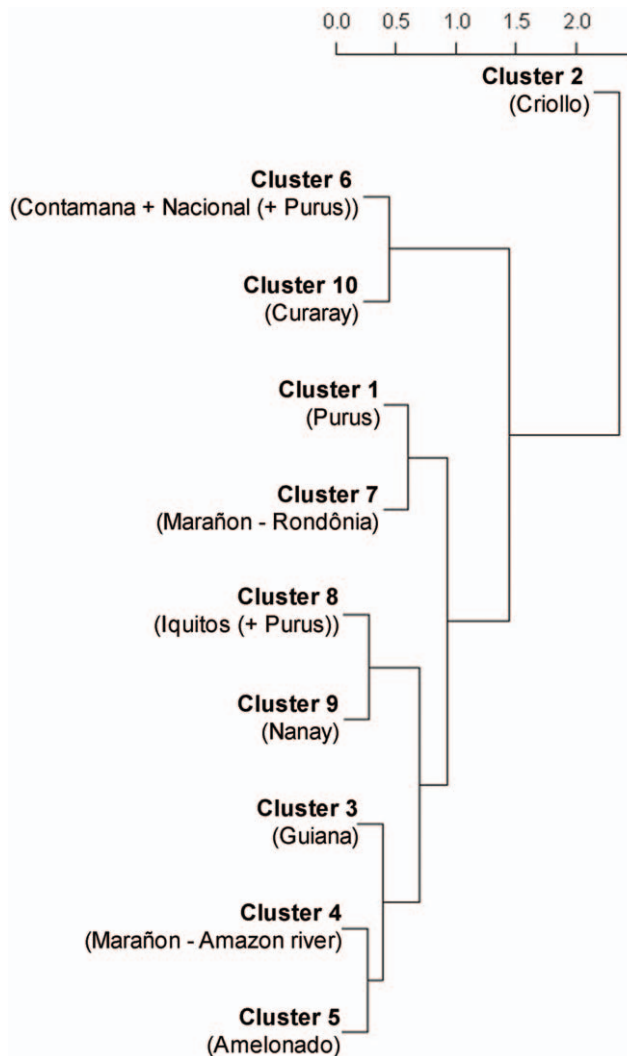 0.0 0.5 1.0 1.5 2.0
Cluster 2
(Criollo)
Cluster 6
(Contamana + Nacional (+ Purus))
Cluster 10
(Curaray)
Cluster 1
(Purus)
Cluster 7
(Marañon - Rondônia)
Cluster 8
(Iquitos (+ Purus))
Cluster 9
(Nanay)
Cluster 3
(Guiana)
Cluster 4
(Marañon - Amazon river)
Cluster 5
(Amelonado)